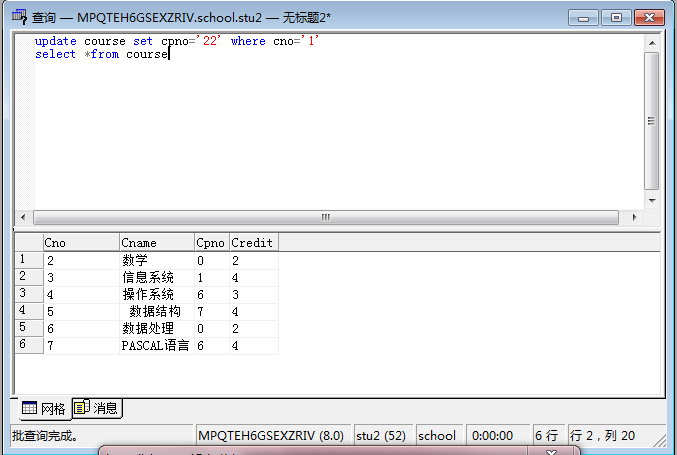 查询 — MPQTEH6GSEXZRIV.school.stu2 — 无标题2*
update course set cpno='22' where cno='1'
select *from course
Cno Cname Cpno Credit
1 2 数学 0 2
2 3 信息系统 1 4
3 4 操作系统 6 3
4 5 数据结构 7 4
5 6 数据处理 0 2
6 7 PASCAL语言 6 4
网格 消息
批查询完成。 MPQTEH6GSEXZRIV (8.0) stu2 (52) school 0:00:00 6 行 行 2，列 20